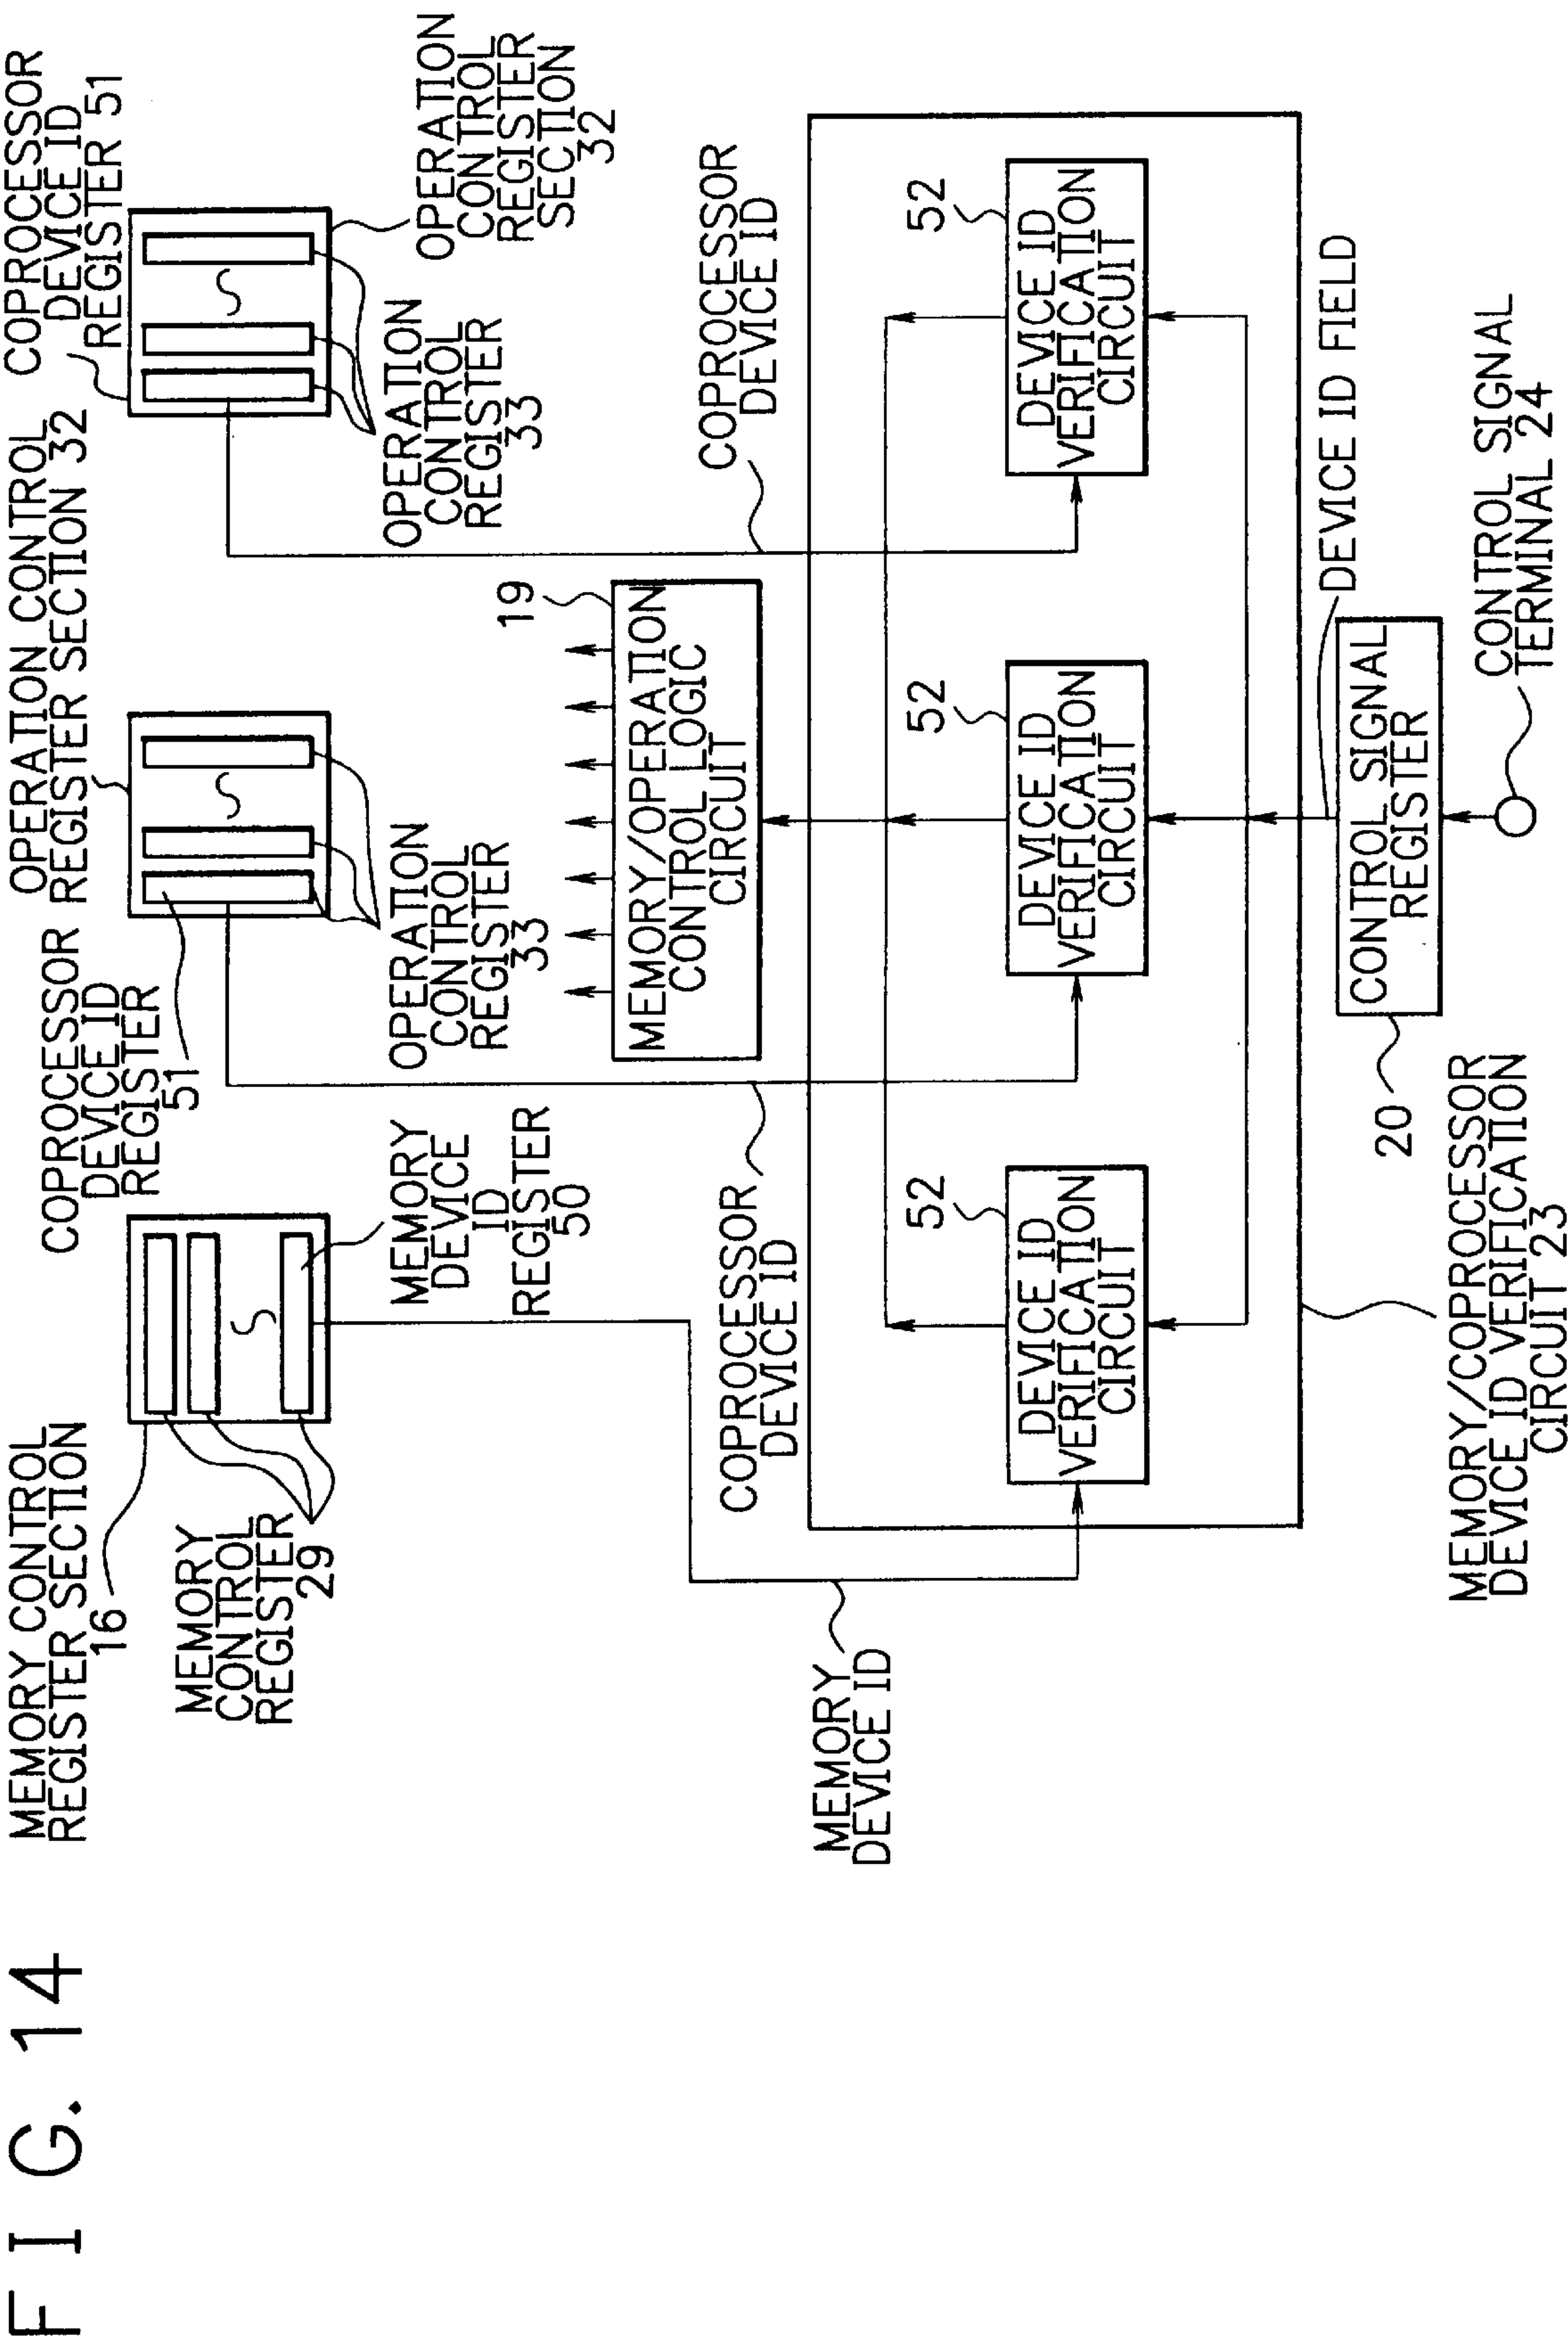 FIG. 14
MEMORY CONTROL
REGISTER SECTION
16
MEMORY
CONTROL
REGISTER
29
MEMORY
DEVICE
ID
REGISTER
50
COPROCESSOR
DEVICE ID
REGISTER
51
OPERATION CONTROL
REGISTER SECTION 32
OPERATION
CONTROL
REGISTER
33
COPROCESSOR
DEVICE ID
REGISTER 51
OPERATION
CONTROL
REGISTER
33
OPERATION
CONTROL
REGISTER
SECTION
32
19
MEMORY/OPERATION
CONTROL LOGIC
CIRCUIT
MEMORY
DEVICE ID
COPROCESSOR
DEVICE ID
COPROCESSOR
DEVICE ID
52
DEVICE ID
VERIFICATION
CIRCUIT
52
DEVICE ID
VERIFICATION
CIRCUIT
52
DEVICE ID
VERIFICATION
CIRCUIT
DEVICE ID FIELD
20
CONTROL SIGNAL
REGISTER
CONTROL SIGNAL
TERMINAL 24
MEMORY/COPROCESSOR
DEVICE ID VERIFICATION
CIRCUIT 23